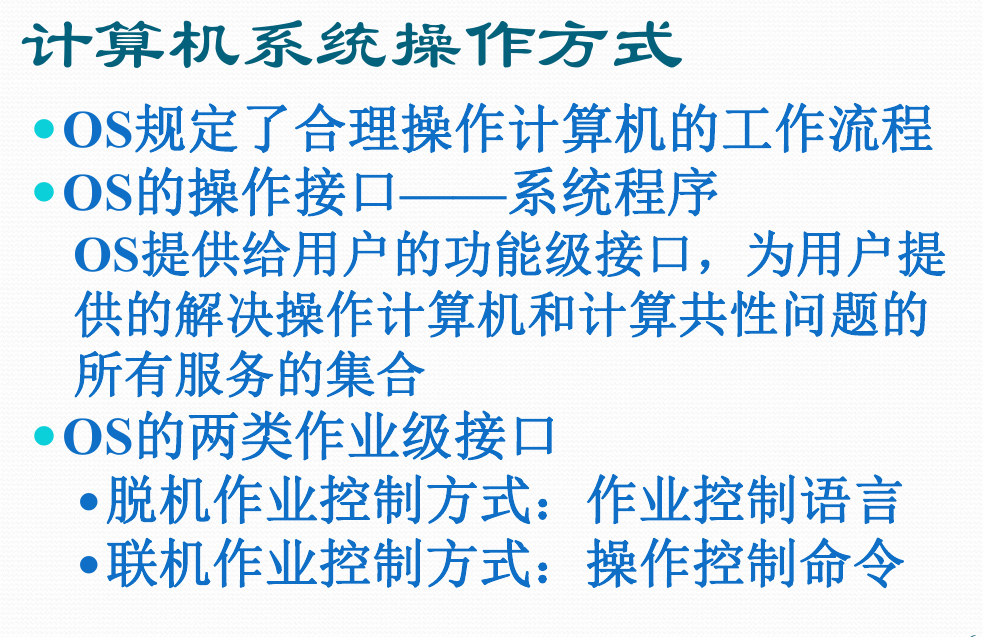 计算机系统操作方式
•OS规定了合理操作计算机的工作流程
•OS的操作接口——系统程序
OS提供给用户的功能级接口，为用户提
供的解决操作计算机和计算共性问题的
所有服务的集合
•OS的两类作业级接口
•脱机作业控制方式：作业控制语言
•联机作业控制方式：操作控制命令